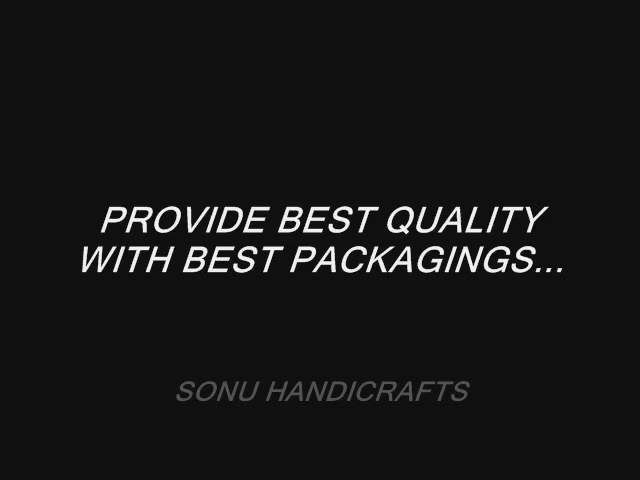 PROVIDE BEST QUALITY
WITH BEST PACKAGINGS...
SONU HANDICRAFTS